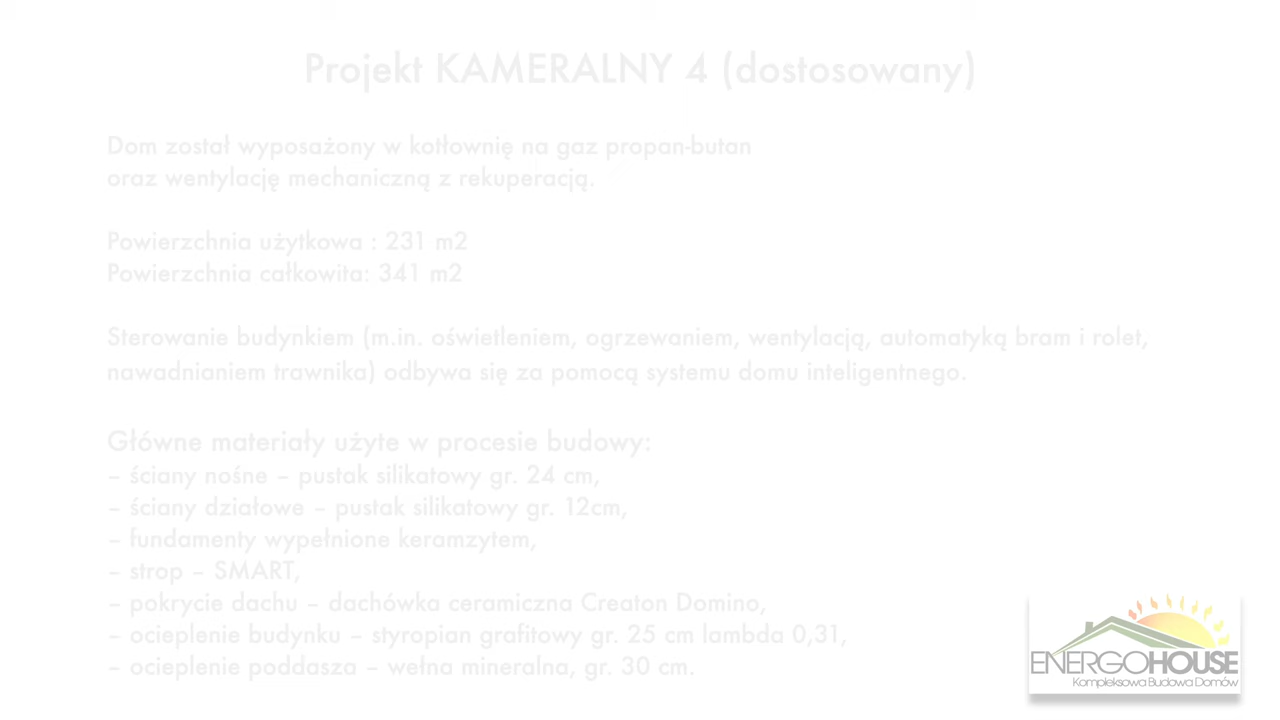 Projekt KAMERALNY 4 (dostosowany)
Dom został wyposażony w kotłownię na gaz propan-butan
oraz wentylację mechaniczną z rekuperacją.
Powierzchnia użytkowa : 231 m2
Powierzchnia całkowita: 341 m2
Sterowanie budynkiem (m.in. oświetleniem, ogrzewaniem, wentylacją, automatyką bram i rolet,
nawadnianiem trawnika) odbywa się za pomocą systemu domu inteligentnego.
Główne materiały użyte w procesie budowy:
– ściany nośne – pustak silikatowy gr. 24 cm,
– ściany działowe – pustak silikatowy gr. 12cm,
– fundamenty wypełnione keramzytem,
– strop – SMART,
– pokrycie dachu – dachówka ceramiczna Creaton Domino,
– ocieplenie budynku – styropan grafitowy gr. 25 cm lambda 0,31,
– ocieplenie poddasza – wełna mineralna, gr. 30 cm.
ENERGOHOUSE
Kompleksowa Budowa Domów